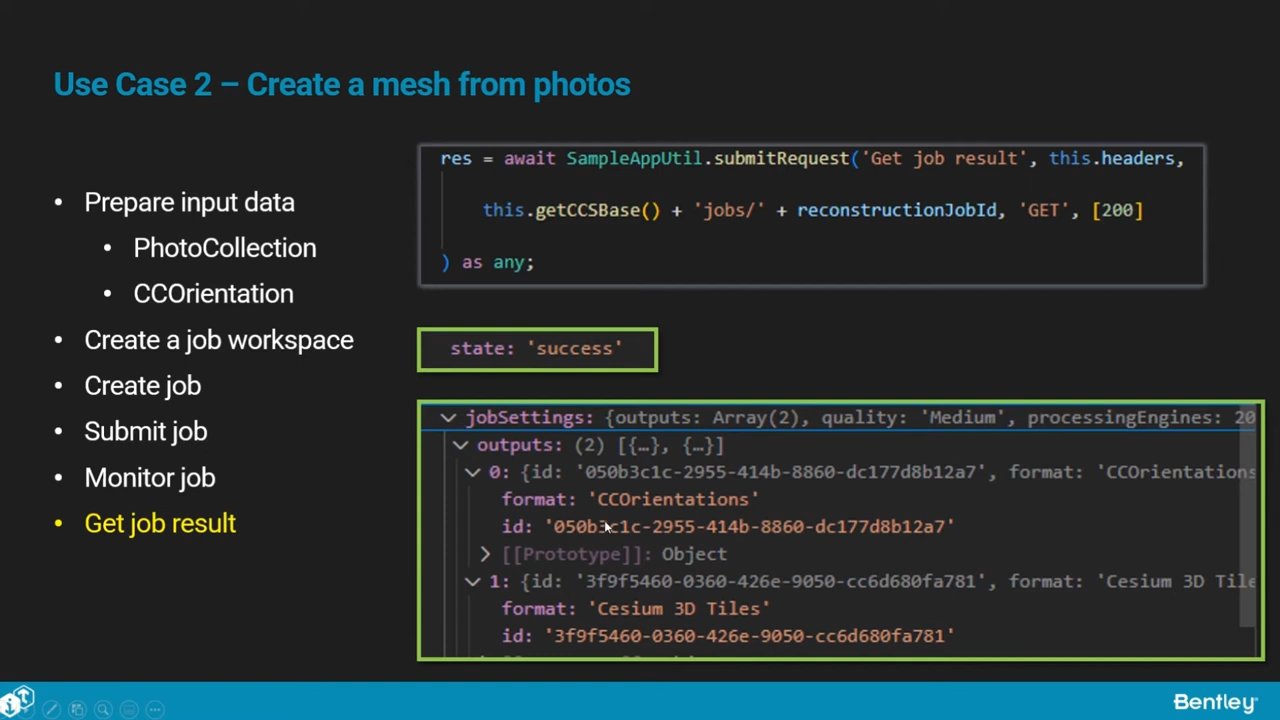 Use Case 2 – Create a mesh from photos
• Prepare input data
• PhotoCollection
• CCOrientation
• Create a job workspace
• Create job
• Submit job
• Monitor job
• Get job result
res = await SampleAppUtil.submitRequest('Get job result', this.headers,
this.getCCSBase() + 'jobs/' + reconstructionJobId, 'GET', [200]
) as any;
state: 'success'
jobSettings: {outputs: Array(2), quality: 'Medium', processingEngines: 20
outputs: (2) [{…}, {…}]
0: {id: '050b3c1c-2955-414b-8860-dc177d8b12a7', format: 'CCOrientations
format: 'CCOrientations'
id: '050b3c1c-2955-414b-8860-dc177d8b12a7'
[[Prototype]]: Object
1: {id: '3f9f5460-0360-426e-9050-cc6d680fa781', format: 'Cesium 3D Tile
format: 'Cesium 3D Tiles'
id: '3f9f5460-0360-426e-9050-cc6d680fa781'
Bentley